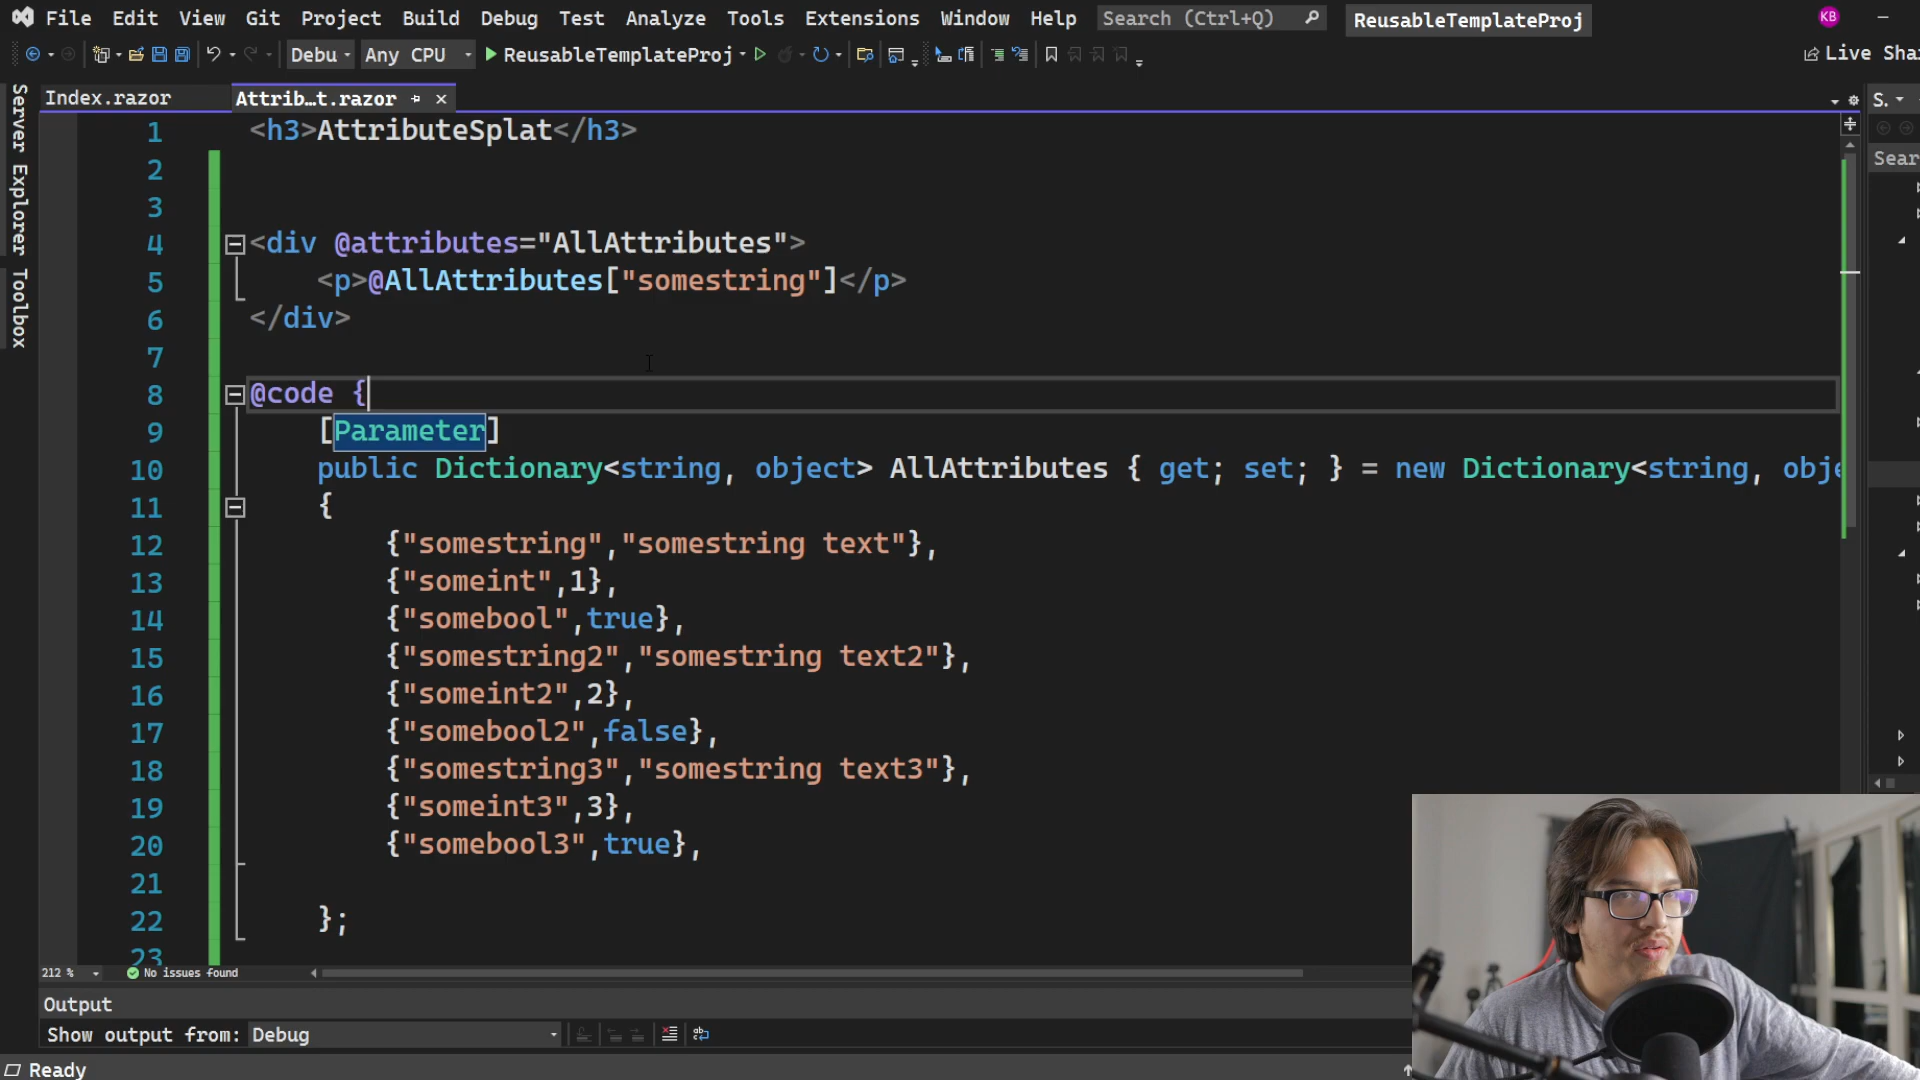 File Edit View Git Project Build Debug Test Analyze Tools Extensions Window Help Search (Ctrl+Q) ReusableTemplateProj KB
Debu Any CPU ReusableTemplateProj Live Sha
Index.razor Attrib…t.razor S.
Sear
Server Explorer
Toolbox
1 <h3>AttributeSplat</h3>
2
3
4 <div @attributes="AllAttributes">
5 <p>@AllAttributes["somestring"]</p>
6 </div>
7
8 @code {
9 [Parameter]
10 public Dictionary<string, object> AllAttributes { get; set; } = new Dictionary<string, obje
11 {
12 {"somestring","somestring text"},
13 {"someint",1},
14 {"somebool",true},
15 {"somestring2","somestring text2"},
16 {"someint2",2},
17 {"somebool2",false},
18 {"somestring3","somestring text3"},
19 {"someint3",3},
20 {"somebool3",true},
21
22 };
23
212 % No issues found
Output
Show output from: Debug
Ready